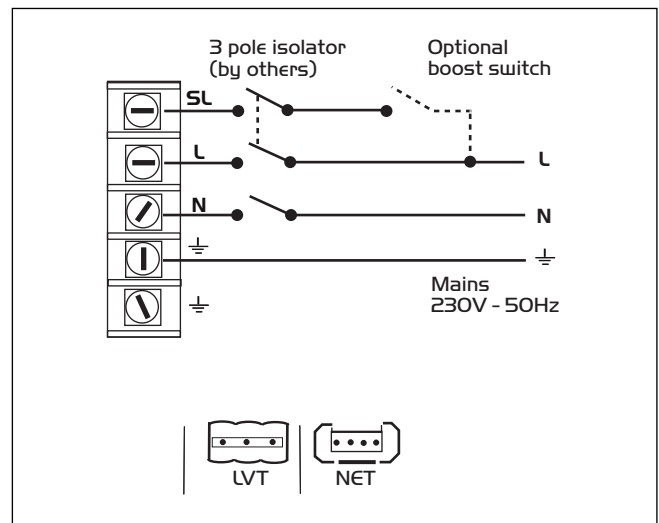 3 pole isolator
(by others)
Optional
boost switch
SL
L
L
N
N
Mains
230V - 50Hz
LVT
NET